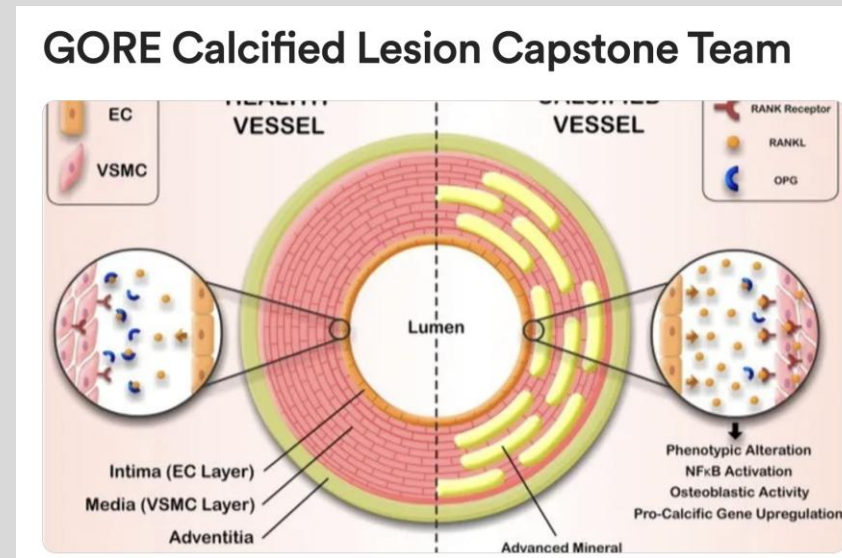 GORE Calcified Lesion Capstone Team
EC
VSMC
VESSEL
VESSEL
RANK Receptor
RANKL
OPG
Lumen
Intima (EC Layer)
Media (VSMC Layer)
Adventitia
Phenotypic Alteration
NFκB Activation
Osteoblastic Activity
Pro-Calcific Gene Upregulation
Advanced Mineral